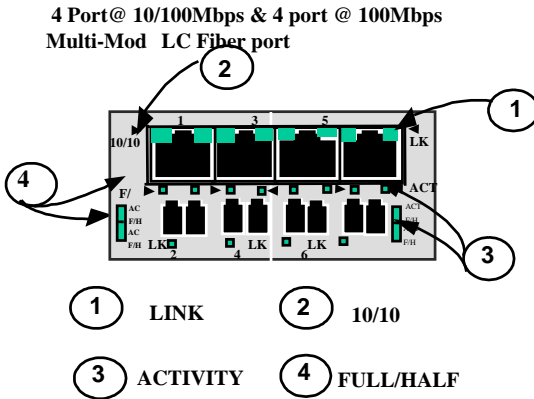 4 Port@ 10/100Mbps & 4 port @ 100Mbps
Multi-Mod LC Fiber port
2
1 3 5
1
10/10
LK
4
F/
ACT
AC
F/H
AC
F/H
ACT
F/H
F/H
LK
LK
LK
2 4 6
3
1 LINK
2 10/10
3 ACTIVITY
4 FULL/HALF